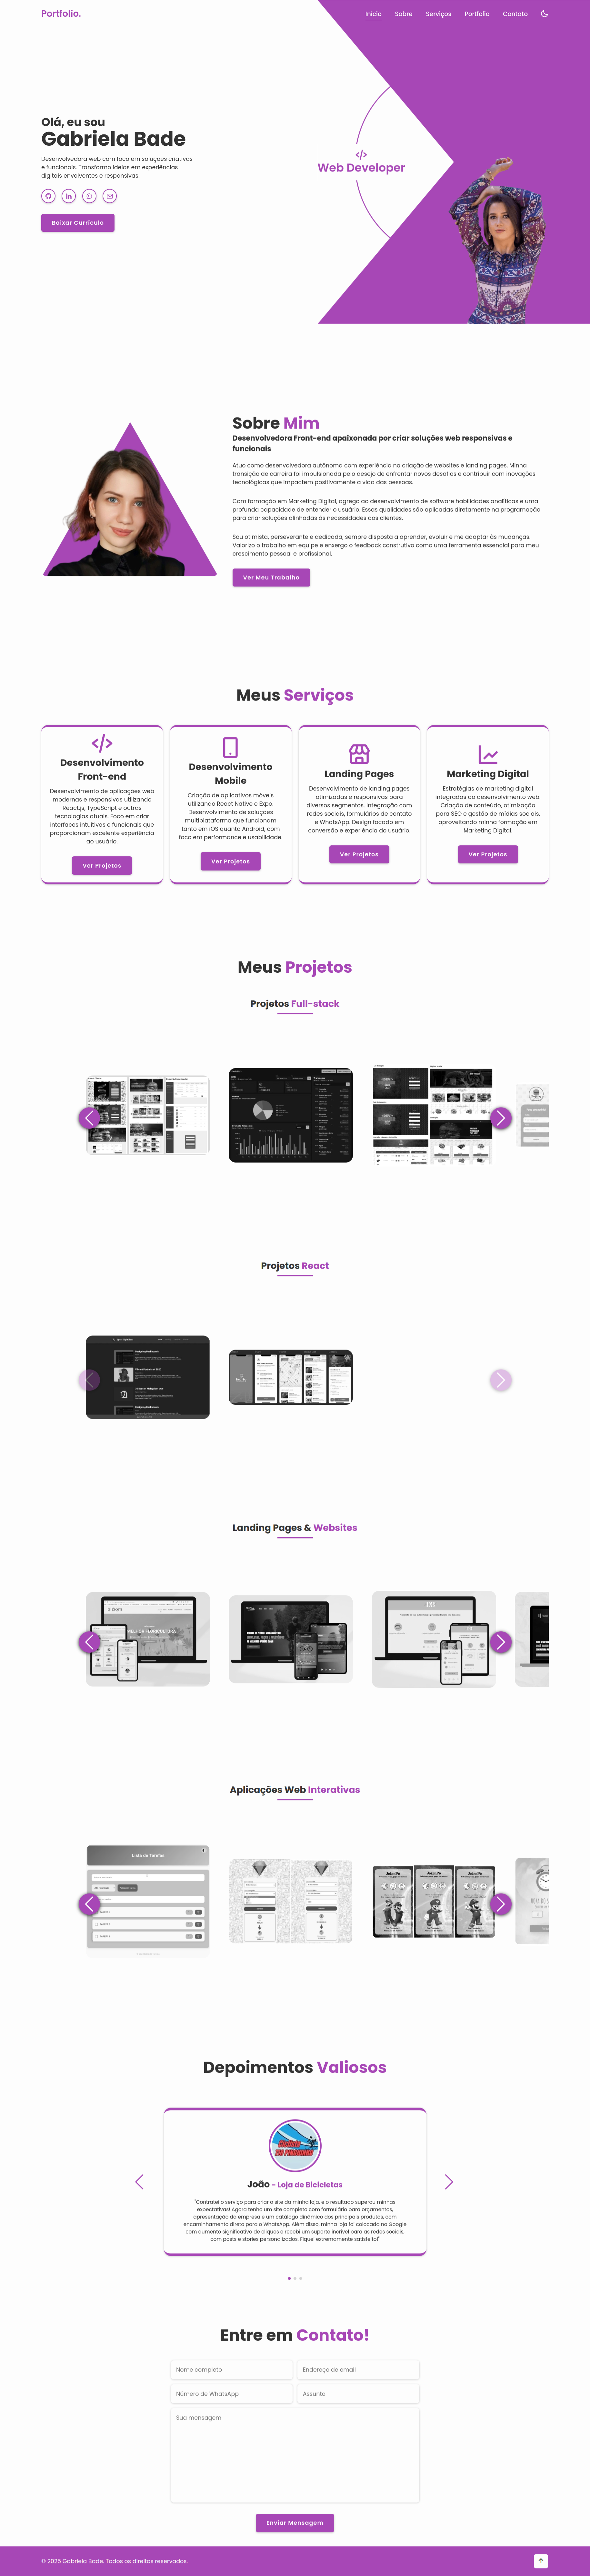 Portfolio.
Início
Sobre
Serviços
Portfolio
Contato
Olá, eu sou
Gabriela Bade
Desenvolvedora web com foco em soluções criativas
e funcionais. Transformo ideias em experiências
digitais envolventes e responsivas.
Baixar Currículo
</>
Web Developer
Sobre Mim
Desenvolvedora Front-end apaixonada por criar soluções web responsivas e
funcionais
Atuo como desenvolvedora autônoma com experiência na criação de websites e landing pages. Minha
transição de carreira foi impulsionada pelo desejo de enfrentar novos desafios e contribuir com inovações
tecnológicas que impactem positivamente a vida das pessoas.
Com formação em Marketing Digital, agrego ao desenvolvimento de software habilidades analíticas e uma
profunda capacidade de entender o usuário. Essas qualidades são aplicadas diretamente na programação
para criar soluções alinhadas às necessidades dos clientes.
Sou otimista, perseverante e dedicada, sempre disposta a aprender, evoluir e me adaptar às mudanças.
Valorizo o trabalho em equipe e enxergo o feedback construtivo como uma ferramenta essencial para meu
crescimento pessoal e profissional.
Ver Meu Trabalho
Meus Serviços
Desenvolvimento
Front-end
Desenvolvimento de aplicações web
modernas e responsivas utilizando
React.js, TypeScript e outras
tecnologias atuais. Foco em criar
interfaces intuitivas e funcionais que
proporcionam excelente experiência
ao usuário.
Ver Projetos
Desenvolvimento
Mobile
Criação de aplicativos móveis
utilizando React Native e Expo.
Desenvolvimento de soluções
multiplataforma que funcionam
tanto em iOS quanto Android, com
foco em performance e usabilidade.
Ver Projetos
Landing Pages
Desenvolvimento de landing pages
otimizadas e responsivas para
diversos segmentos. Integração com
redes sociais, formulários de contato
e WhatsApp. Design focado em
conversão e experiência do usuário.
Ver Projetos
Marketing Digital
Estratégias de marketing digital
integradas ao desenvolvimento web.
Criação de conteúdo, otimização
para SEO e gestão de mídias sociais,
aproveitando minha formação em
Marketing Digital.
Ver Projetos
Meus Projetos
Projetos Full-stack
Projetos React
Landing Pages & Websites
Aplicações Web Interativas
Lista de Tarefas
Depoimentos Valiosos
João - Loja de Bicicletas
"Contratei o serviço para criar o site da minha loja, e o resultado superou minhas
expectativas! Agora tenho um site completo com formulário para orçamentos,
apresentação da empresa e um catálogo dinâmico dos principais produtos, com
encaminhamento direto para o WhatsApp. Além disso, minha loja foi colocada no Google
com aumento significativo de cliques e recebi um suporte incrível para as redes sociais,
com posts e stories personalizados. Fiquei extremamente satisfeito!"
Entre em Contato!
Nome completo
Endereço de email
Número de WhatsApp
Assunto
Sua mensagem
Enviar Mensagem
© 2025 Gabriela Bade. Todos os direitos reservados.